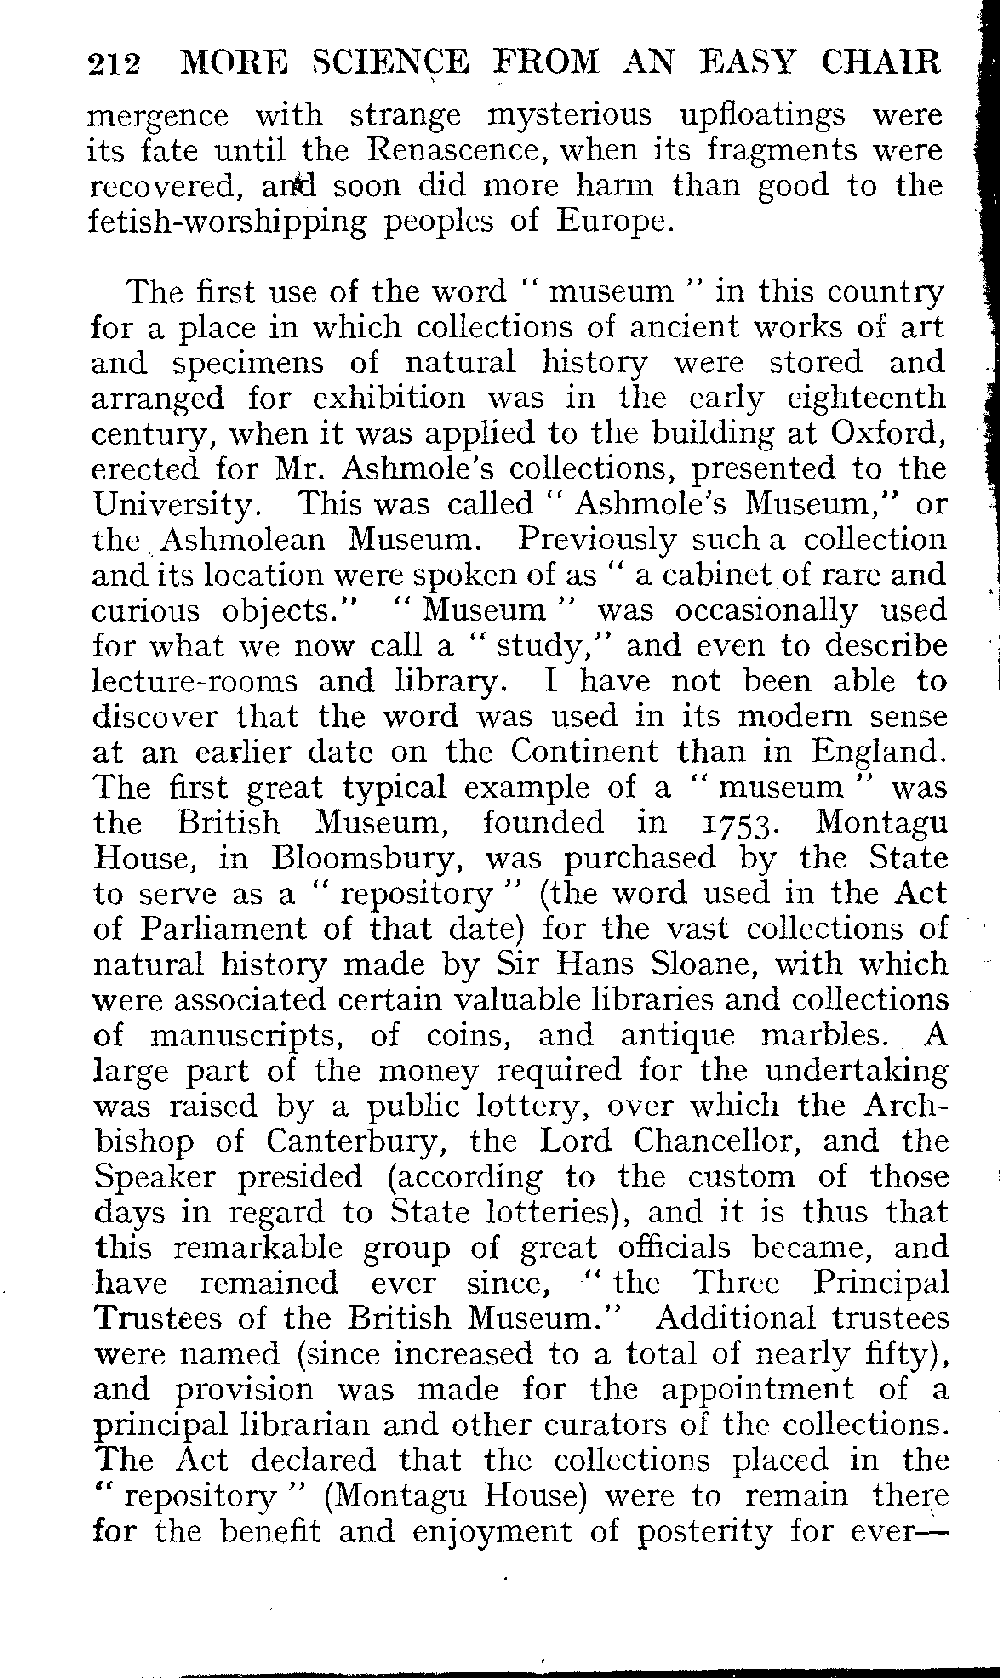 212 MORE SCIENCE FROM AN EASY CHAIR
mergence with strange mysterious upfloatings were
its fate until the Renascence, when its fragments were
recovered, and soon did more harm than good to the
fetish-worshipping peoples of Europe.
The first use of the word " museum " in this country
for a place in which collections of ancient works of art
and specimens of natural history were stored and
arranged for exhibition was in the early eighteenth
century, when it was applied to the building at Oxford,
erected for Mr. Ashmole's collections, presented to the
University. This was called " Ashmole's Museum," or
the Ashmolean Museum. Previously such a collection
and its location were spoken of as " a cabinet of rare and
curious objects." " Museum " was occasionally used
for what we now call a " study," and even to describe
lecture-rooms and library. I have not been able to
discover that the word was used in its modern sense
at an earlier date on the Continent than in England.
The first great typical example of a " museum " was
the British Museum, founded in 1753. Montagu
House, in Bloomsbury, was purchased by the State
to serve as a " repository " (the word used in the Act
of Parliament of that date) for the vast collections of
natural history made by Sir Hans Sloane, with which
were associated certain valuable libraries and collections
of manuscripts, of coins, and antique marbles. A
large part of the money required for the undertaking
was raised by a public lottery, over which the Arch-
bishop of Canterbury, the Lord Chancellor, and the
Speaker presided (according to the custom of those
days in regard to State lotteries), and it is thus that
this remarkable group of great officials became, and
have remained ever since, " the Three Principal
Trustees of the British Museum." Additional trustees
were named (since increased to a total of nearly fifty),
and provision was made for the appointment of a
principal librarian and other curators of the collections.
The Act declared that the collections placed in the
" repository " (Montagu House) were to remain there
for the benefit and enjoyment of posterity for ever—